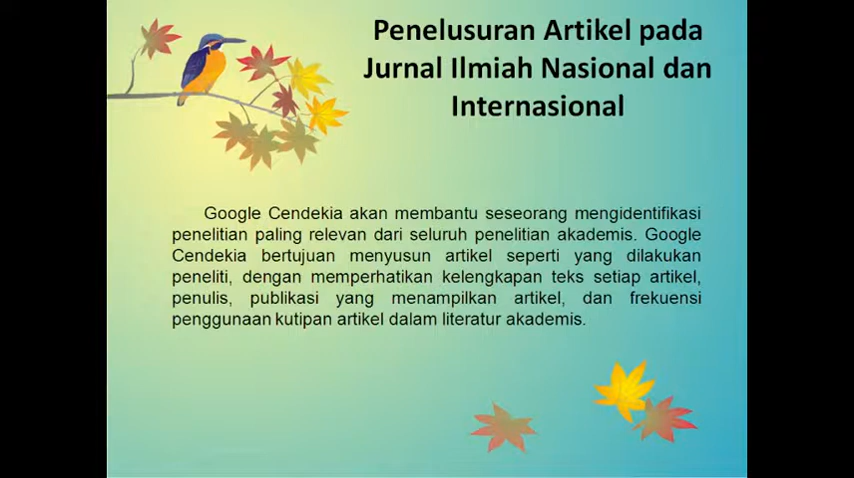 Penelusuran Artikel pada
Jurnal Ilmiah Nasional dan
Internasional
Google Cendekia akan membantu seseorang mengidentifikasi
penelitian paling relevan dari seluruh penelitian akademis. Google
Cendekia bertujuan menyusun artikel seperti yang dilakukan
peneliti, dengan memperhatikan kelengkapan teks setiap artikel,
penulis, publikasi yang menampilkan artikel, dan frekuensi
penggunaan kutipan artikel dalam literatur akademis.